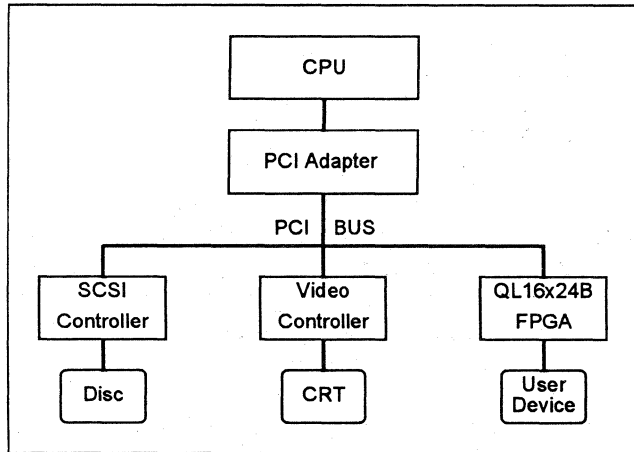 CPU
PCI Adapter
PCI BUS
SCSI
Controller
Video
Controller
QL16x24B
FPGA
Disc
CRT
User
Device